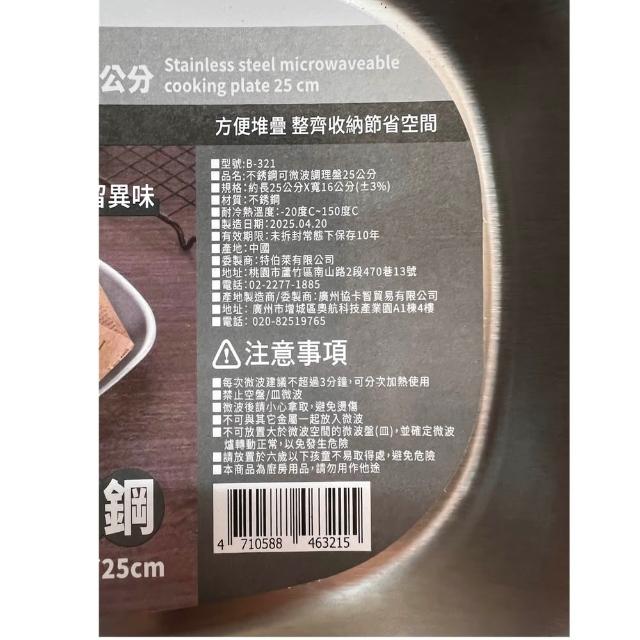 公分
Stainless steel microwaveable
cooking plate 25 cm
方便堆疊 整齊收納節省空間
留異味
■型號:B-321
■品名:不銹鋼可微波調理盤25公分
■規格:約長25公分X寬16公分(±3%)
■材質:不銹鋼
■耐冷熱溫度:-20度C~150度C
■製造日期:2025.04.20
■有效期限:未拆封常態下保存10年
■產地:中國
■委製商:特伯萊有限公司
■地址:桃園市蘆竹區南山路2段470巷13號
■電話:02-2277-1885
■產地製造商/委製商:廣州協卡智貿易有限公司
■地址: 廣州市增城區奧航科技產業園A1棟4樓
■電話: 020-82519765
注意事項
■每次微波建議不超過3分鐘,可分次加熱使用
■禁止空盤/皿微波
■微波後請小心拿取,避免燙傷
■不可與其它金屬一起放入微波
■不可放置大於微波空間的微波盤(皿),並確定微波
爐轉動正常,以免發生危險
■請放置於六歲以下孩童不易取得處,避免危險
■本商品為廚房用品,請勿用作他途
鋼
25cm
4 710588 463215